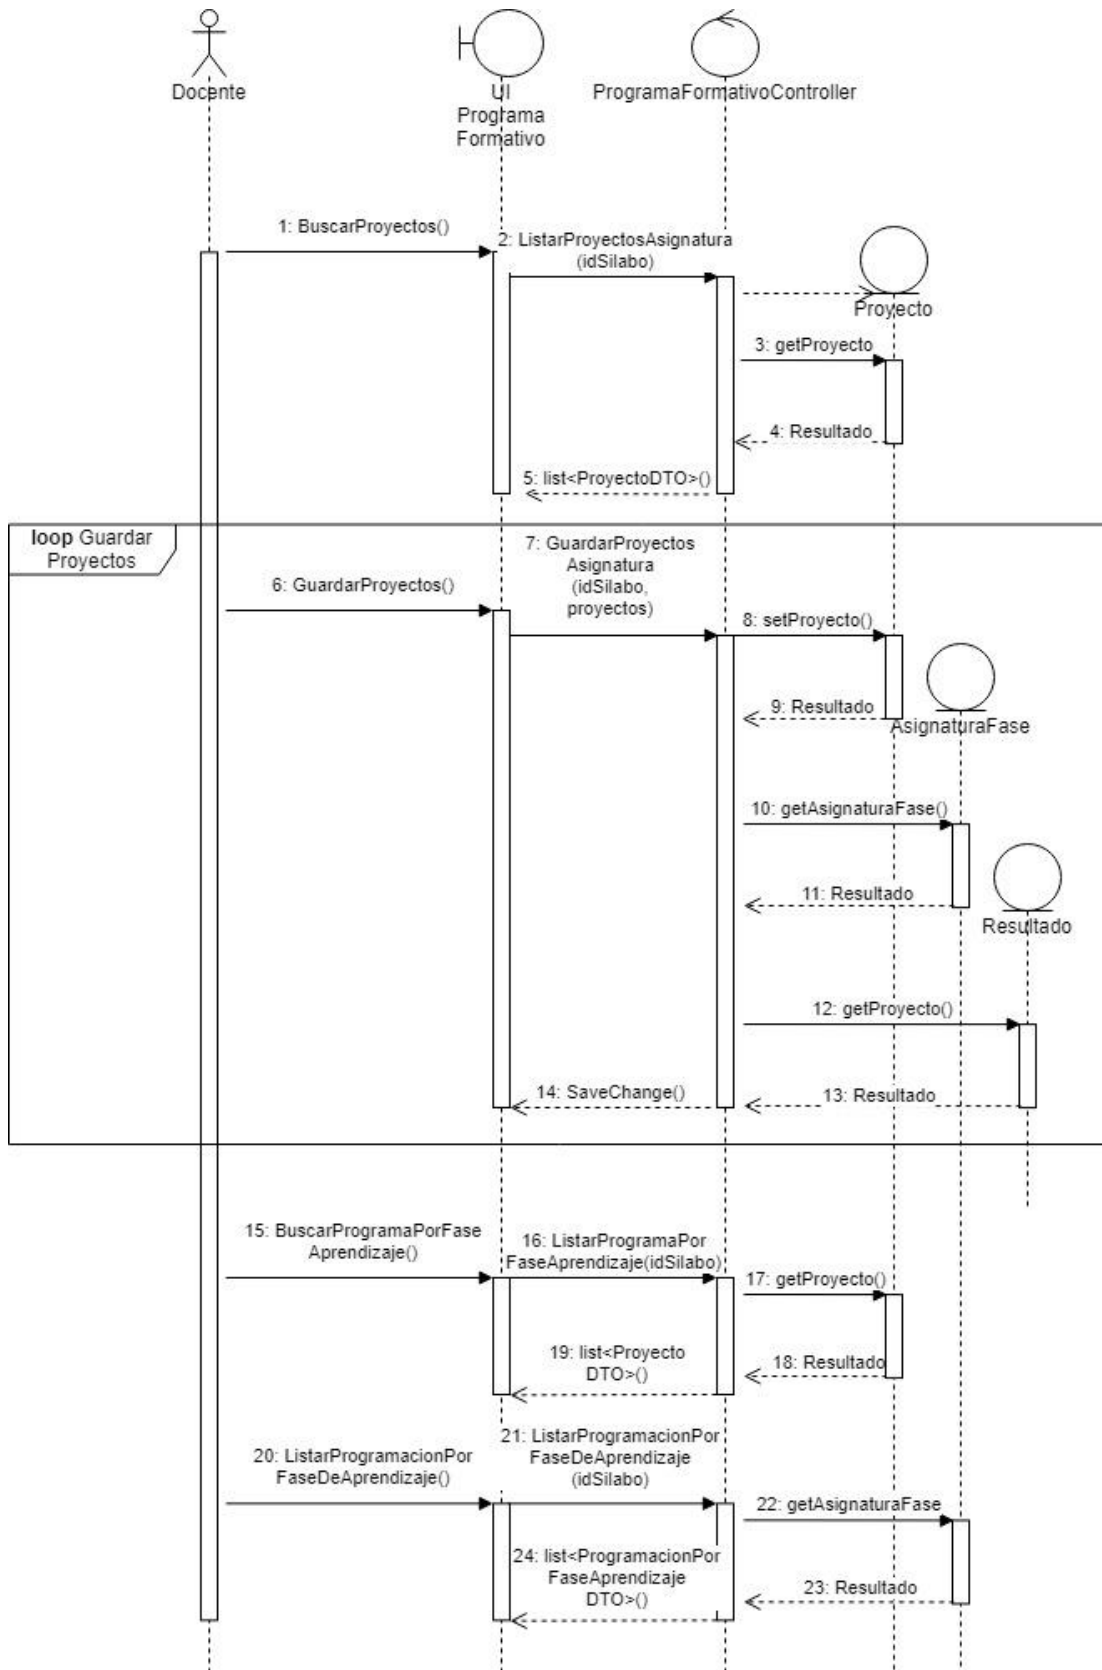 Docente
UI
Programa
Formativo
ProgramaFormativoController
1: BuscarProyectos()
2: ListarProyectosAsignatura
(idSilabo)
Proyecto
3: getProyecto
4: Resultado
5: list<ProyectoDTO>()
loop Guardar
Proyectos
7: GuardarProyectos
Asignatura
(idSilabo,
proyectos)
6: GuardarProyectos()
8: setProyecto()
9: Resultado
AsignaturaFase
10: getAsignaturaFase()
11: Resultado
Resultado
12: getProyecto()
14: SaveChange()
13: Resultado
15: BuscarProgramaPorFase
Aprendizaje()
16: ListarProgramaPor
FaseAprendizaje(idSilabo)
17: getProyecto()
19: list<Proyecto
DTO>()
18: Resultado
20: ListarProgramacionPor
FaseDeAprendizaje()
21: ListarProgramacionPor
FaseDeAprendizaje
(idSilabo)
22: getAsignaturaFase
24: list<ProgramacionPor
FaseAprendizaje
DTO>()
23: Resultado